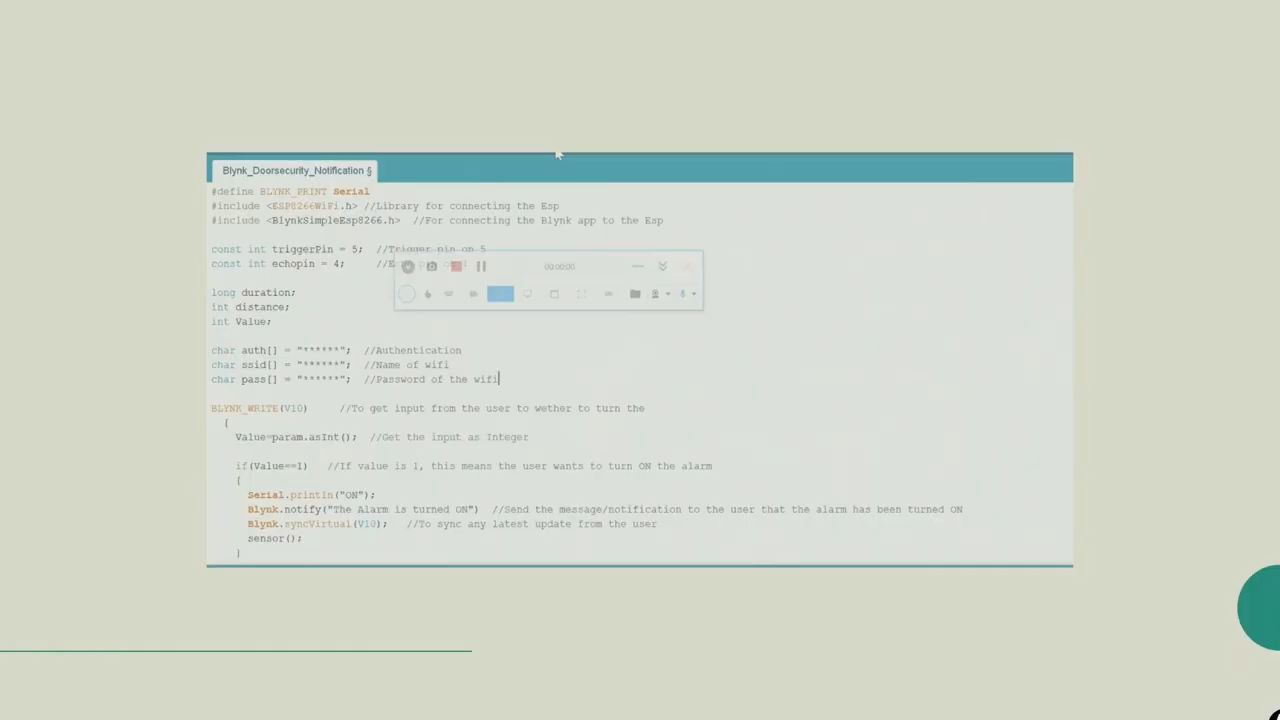 Blynk_Doorsecurity_Notification §
#define BLYNK_PRINT Serial
#include <ESP8266WiFi.h> //Library for connecting the Esp
#include <BlynkSimpleEsp8266.h>  //For connecting the Blynk app to the Esp
const int triggerPin = 5;  //Trigger pin on 5
const int echopin = 4;
00:00:00
long duration;
int distance;
int Value;
char auth[] = "******";  //Authentication
char ssid[] = "******";  //Name of wifi
char pass[] = "******";  //Password of the wifi
BLYNK_WRITE(V10)     //To get input from the user to wether to turn the
{
Value=param.asInt();  //Get the input as Integer
if(Value==1)   //If value is 1, this means the user wants to turn ON the alarm
{
Serial.println("ON");
Blynk.notify("The Alarm is turned ON")  //Send the message/notification to the user that the alarm has been turned ON
Blynk.syncVirtual(V10);   //To sync any latest update from the user
sensor();
}